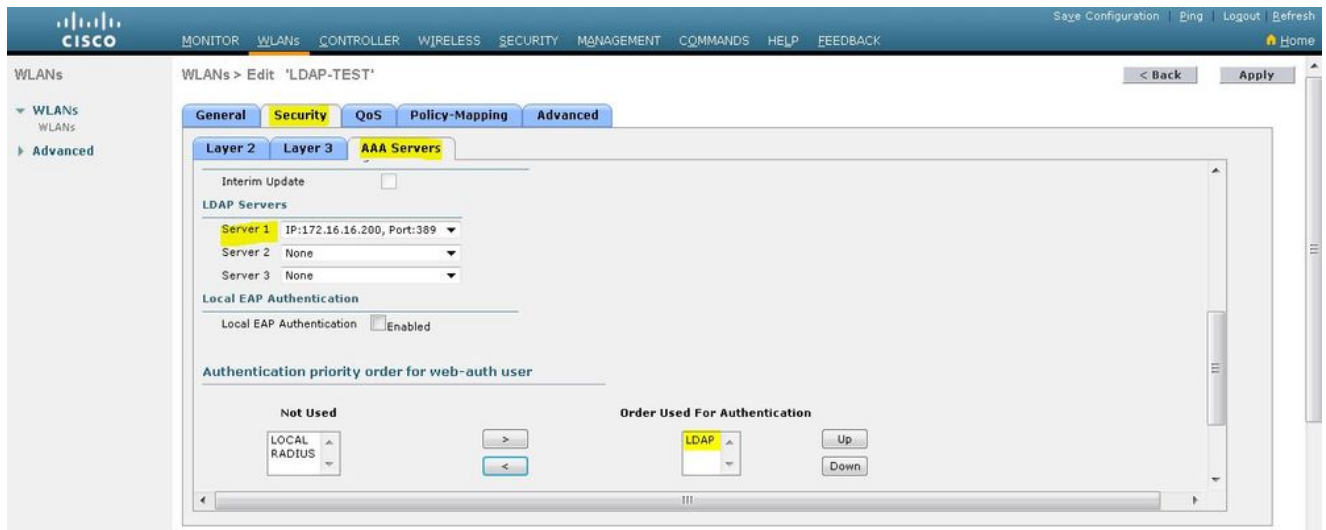 Save Configuration | Ping | Logout | Refresh
CISCO
MONITOR WLANs CONTROLLER WIRELESS SECURITY MANAGEMENT COMMANDS HELP FEEDBACK
Home
WLANs
WLANs > Edit 'LDAP-TEST'
< Back
Apply
WLANs
WLANs
Advanced
General Security QoS Policy-Mapping Advanced
Layer 2 Layer 3 AAA Servers
Interim Update
LDAP Servers
Server 1 IP:172.16.16.200, Port:389
Server 2 None
Server 3 None
Local EAP Authentication
Local EAP Authentication Enabled
Authentication priority order for web-auth user
Not Used
Order Used For Authentication
LOCAL
RADIUS
>
<
LDAP
Up
Down